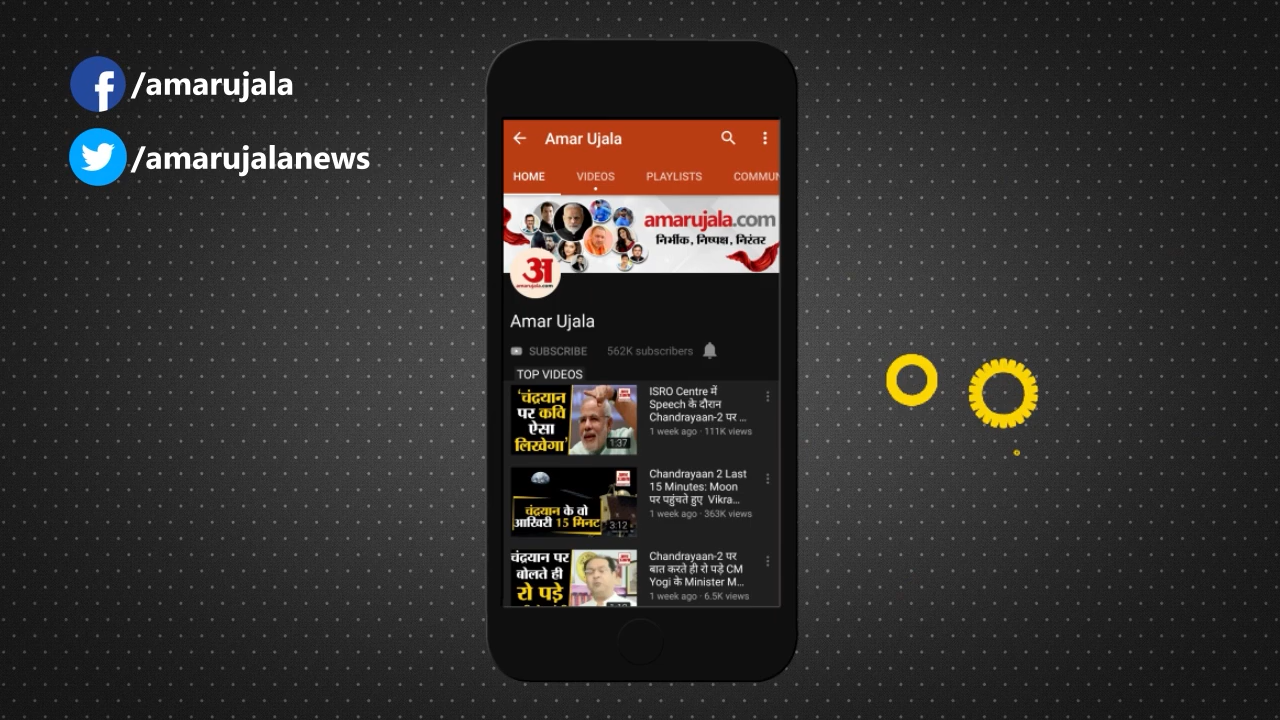 /amarujala
/amarujalanews
Amar Ujala
HOME VIDEOS PLAYLISTS COMMUN
amarujala.com
निर्भीक, निष्पक्ष, निरंतर
अ
amarujala.com
Amar Ujala
SUBSCRIBE 562K subscribers
TOP VIDEOS
'चंद्रयान
पर कवि
ऐसा
लिखेगा'
1:37
ISRO Centre में
Speech के दौरान
Chandrayaan-2 पर ...
1 week ago · 111K views
चंद्रयान के वो
आखिरी 15 मिनट
3:12
Chandrayaan 2 Last
15 Minutes: Moon
पर पहुंचते हुए Vikra...
1 week ago · 363K views
चंद्रयान पर
बोलते ही
रो पड़े
Chandrayaan-2 पर
बात करते ही रो पड़े CM
Yogi के Minister M...
1 week ago · 6.5K views